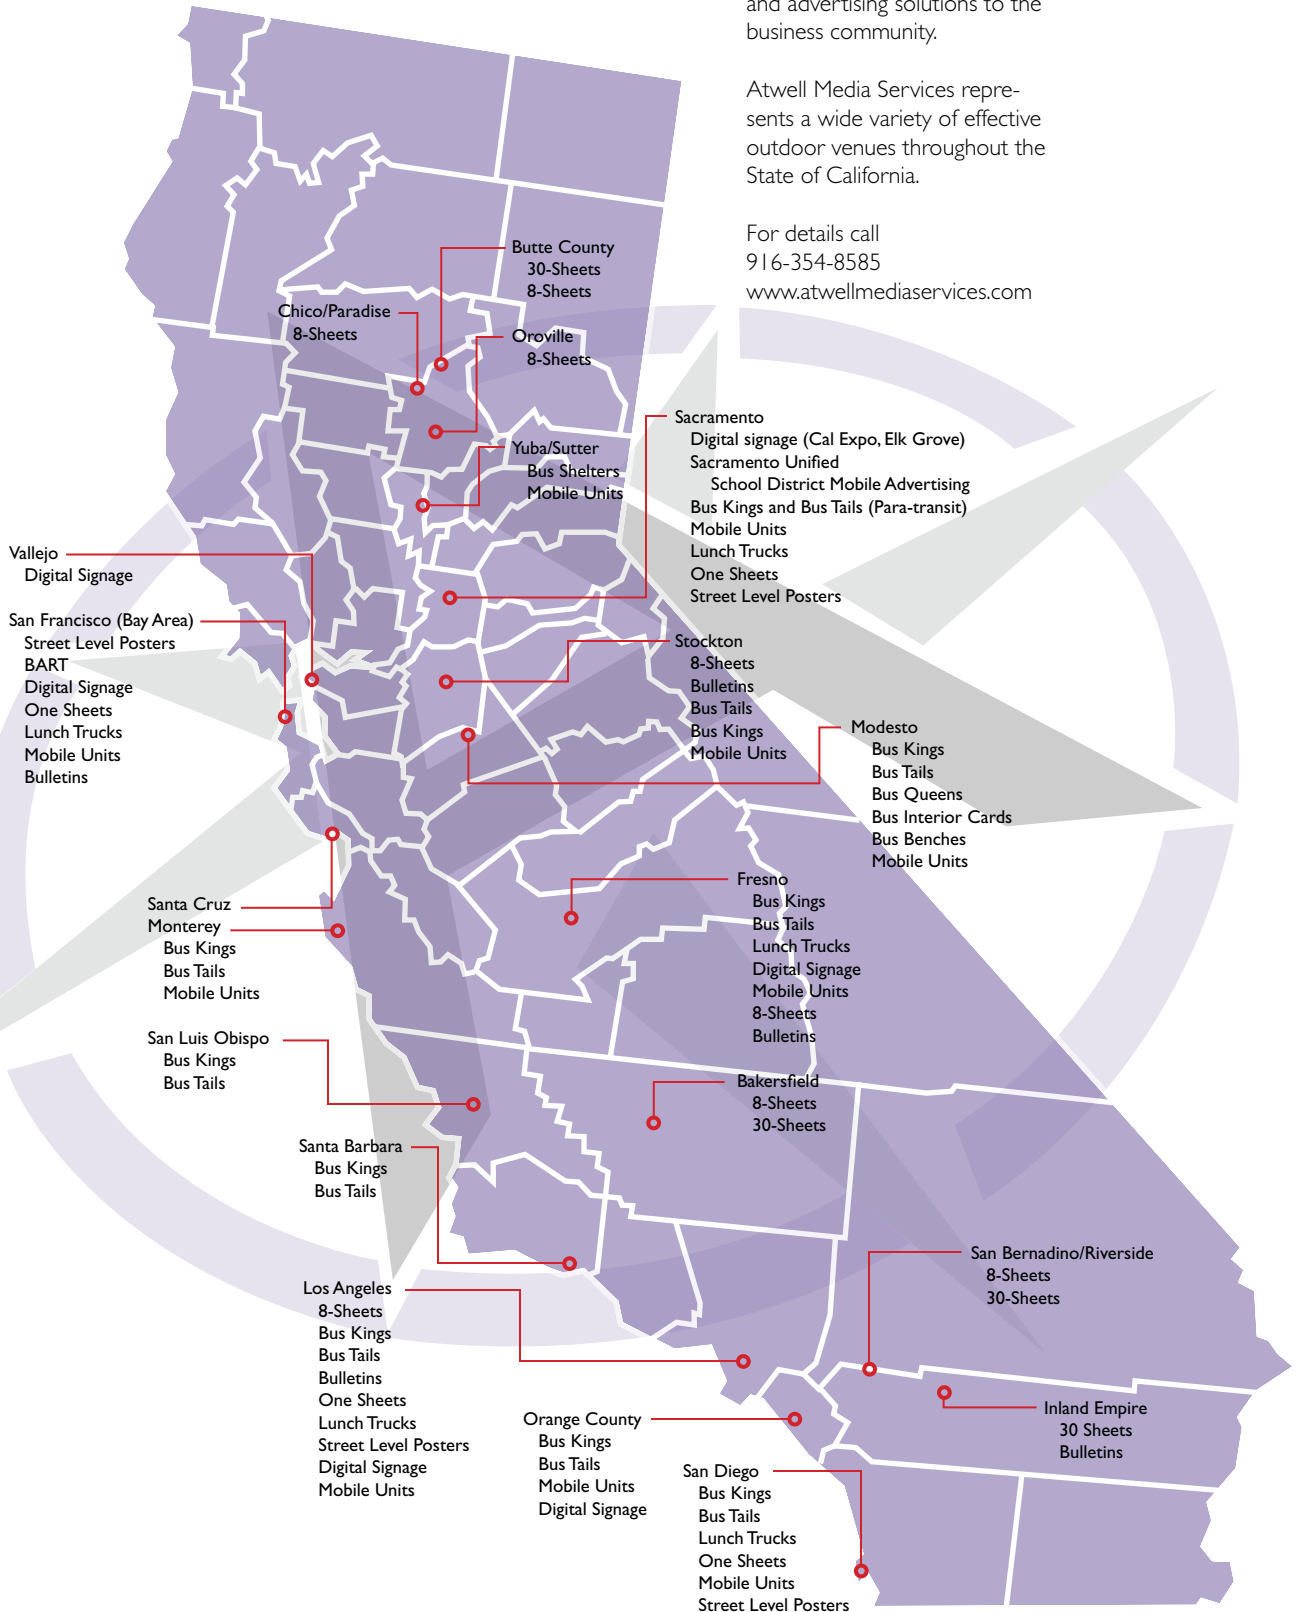 and advertising solutions to the
business community.
Atwell Media Services repre-
sents a wide variety of effective
outdoor venues throughout the
State of California.
For details call
916-354-8585
www.atwellmediaservices.com
Butte County
30-Sheets
8-Sheets
Chico/Paradise
8-Sheets
Oroville
8-Sheets
Yuba/Sutter
Bus Shelters
Mobile Units
Sacramento
Digital signage (Cal Expo, Elk Grove)
Sacramento Unified
School District Mobile Advertising
Bus Kings and Bus Tails (Para-transit)
Mobile Units
Lunch Trucks
One Sheets
Street Level Posters
Vallejo
Digital Signage
San Francisco (Bay Area)
Street Level Posters
BART
Digital Signage
One Sheets
Lunch Trucks
Mobile Units
Bulletins
Stockton
8-Sheets
Bulletins
Bus Tails
Bus Kings
Mobile Units
Modesto
Bus Kings
Bus Tails
Bus Queens
Bus Interior Cards
Bus Benches
Mobile Units
Fresno
Bus Kings
Bus Tails
Lunch Trucks
Digital Signage
Mobile Units
8-Sheets
Bulletins
Santa Cruz
Monterey
Bus Kings
Bus Tails
Mobile Units
San Luis Obispo
Bus Kings
Bus Tails
Bakersfield
8-Sheets
30-Sheets
Santa Barbara
Bus Kings
Bus Tails
San Bernadino/Riverside
8-Sheets
30-Sheets
Los Angeles
8-Sheets
Bus Kings
Bus Tails
Bulletins
One Sheets
Lunch Trucks
Street Level Posters
Digital Signage
Mobile Units
Inland Empire
30 Sheets
Bulletins
Orange County
Bus Kings
Bus Tails
Mobile Units
Digital Signage
San Diego
Bus Kings
Bus Tails
Lunch Trucks
One Sheets
Mobile Units
Street Level Posters